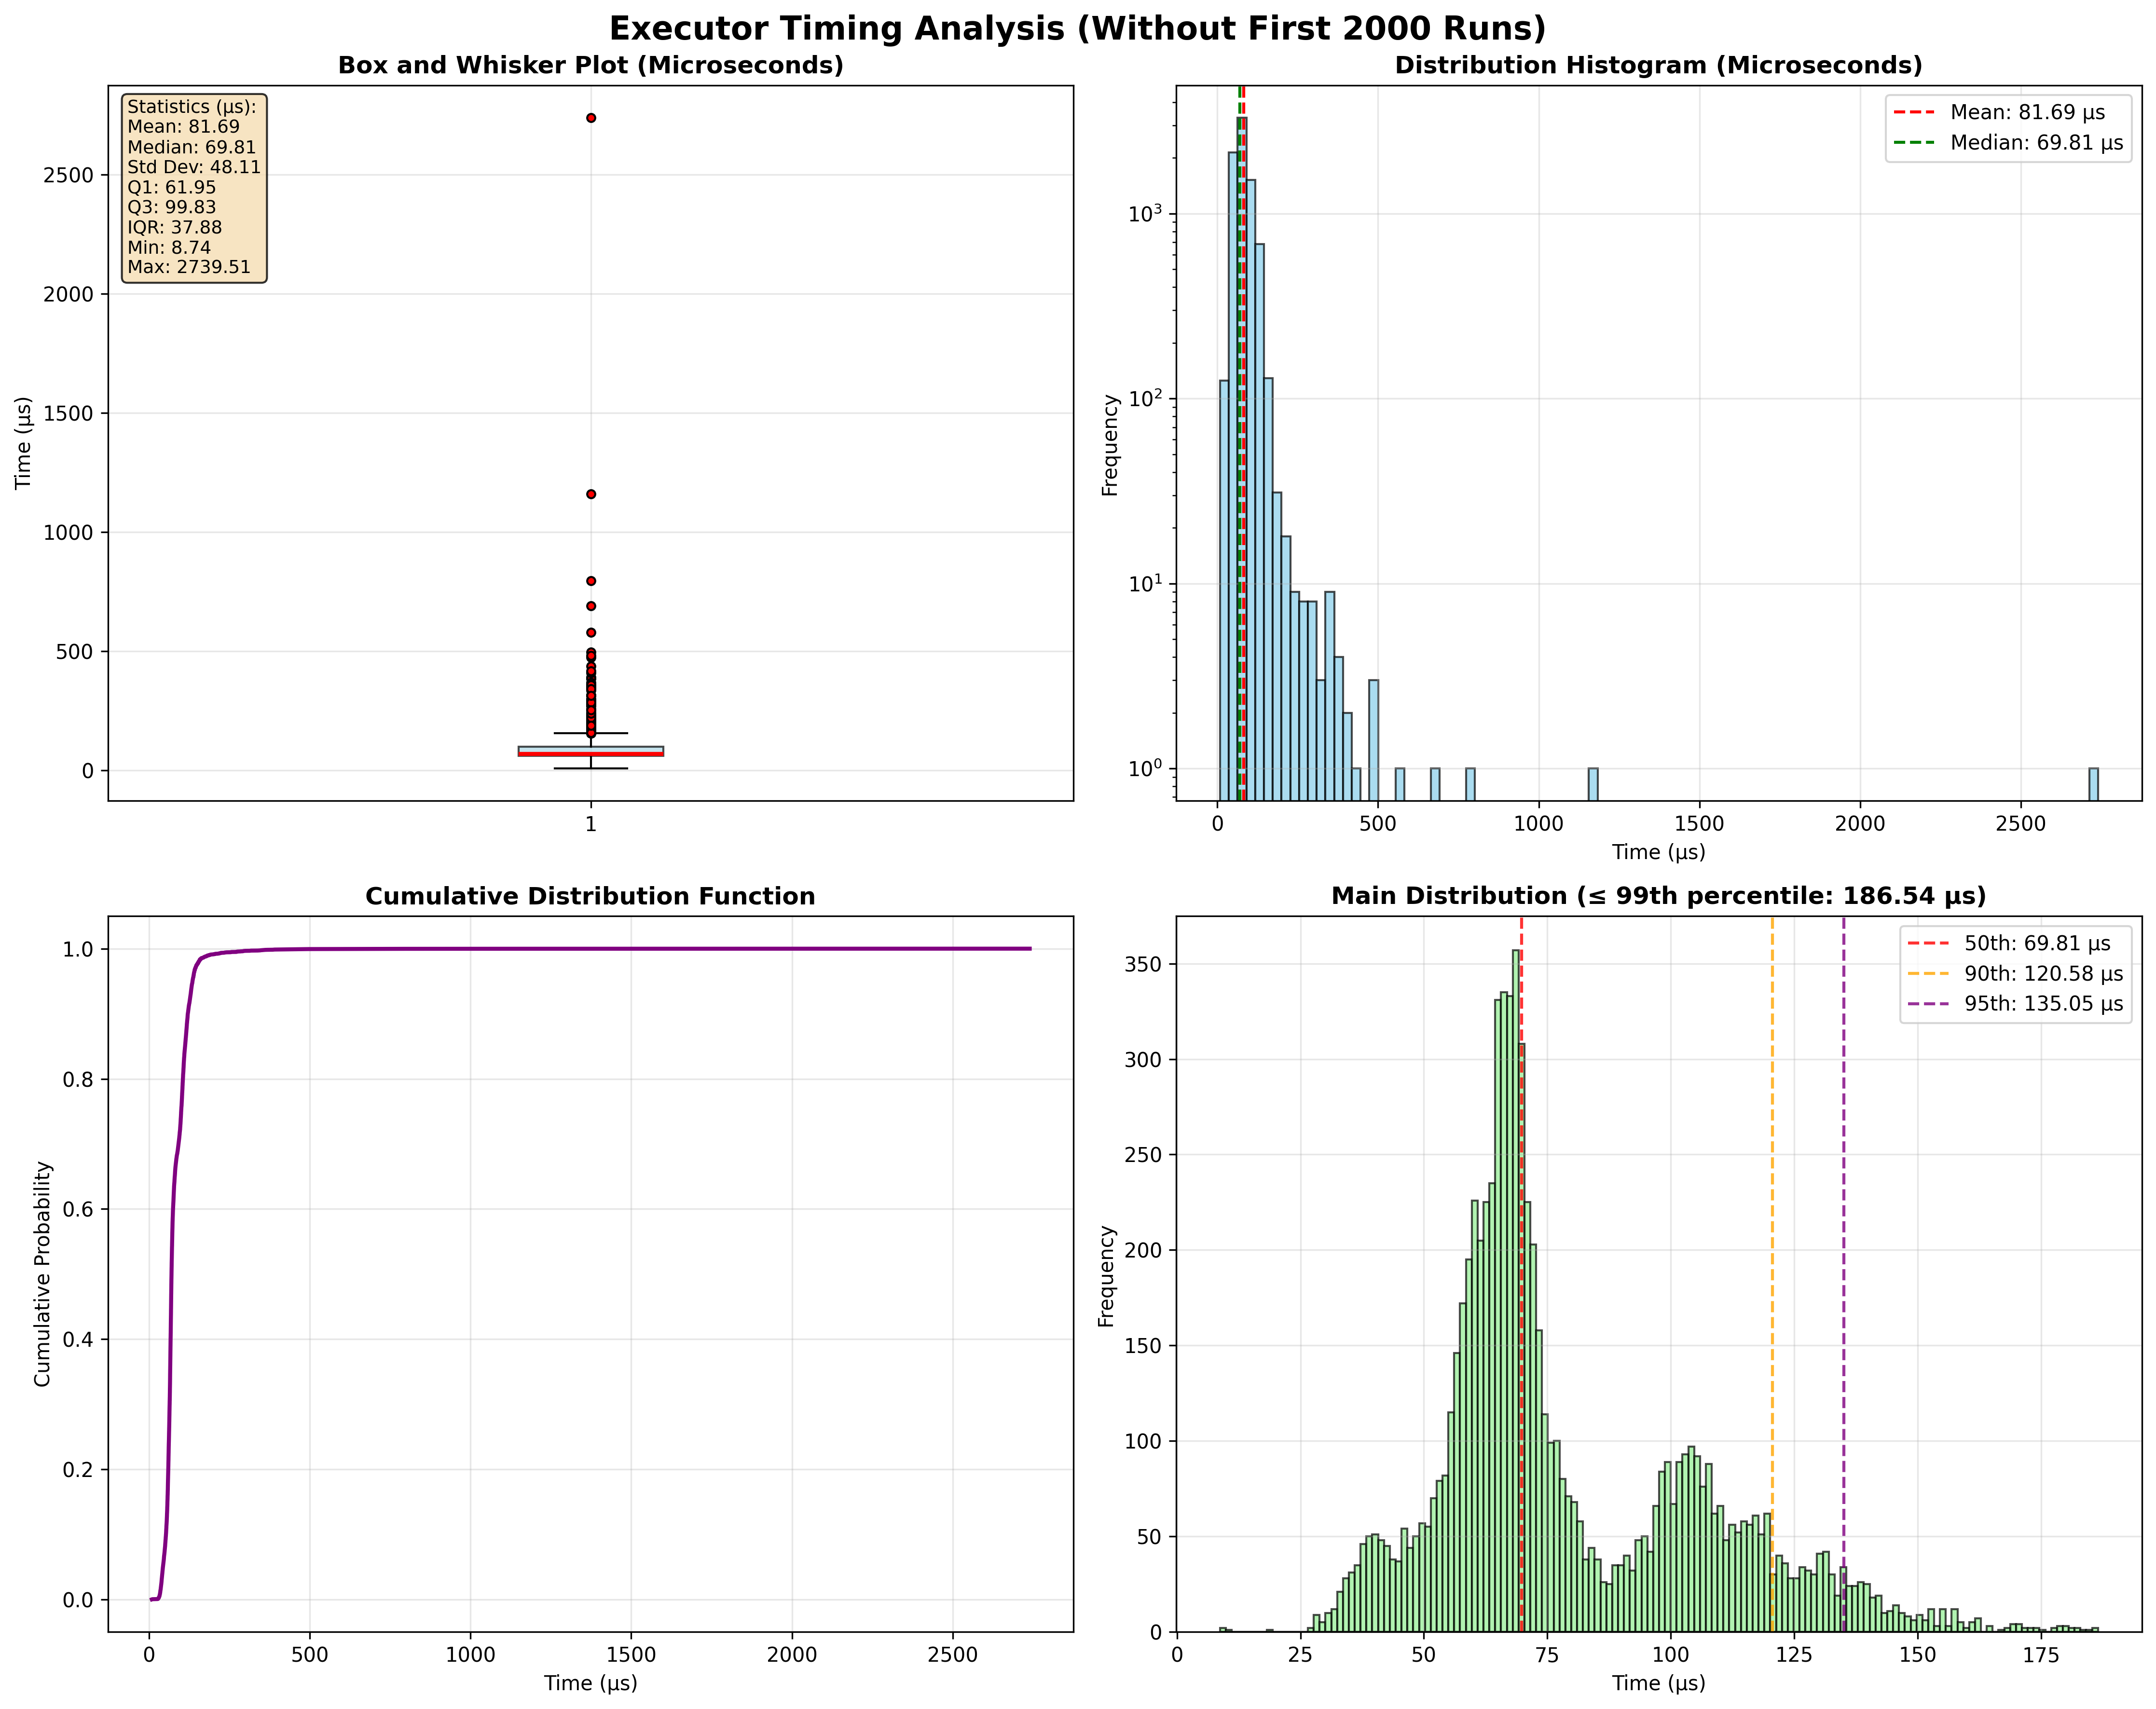 Executor Timing Analysis (Without First 2000 Runs)
Box and Whisker Plot (Microseconds)
Statistics (µs):
Mean: 81.69
Median: 69.81
Std Dev: 48.11
Q1: 61.95
Q3: 99.83
IQR: 37.88
Min: 8.74
Max: 2739.51
Time (µs)
2500
2000
1500
1000
500
0
1
Distribution Histogram (Microseconds)
Mean: 81.69 µs
Median: 69.81 µs
Frequency
10³
10²
10¹
10⁰
0 500 1000 1500 2000 2500
Time (µs)
Cumulative Distribution Function
Cumulative Probability
1.0
0.8
0.6
0.4
0.2
0.0
0 500 1000 1500 2000 2500
Time (µs)
Main Distribution (≤ 99th percentile: 186.54 µs)
50th: 69.81 µs
90th: 120.58 µs
95th: 135.05 µs
Frequency
350
300
250
200
150
100
50
0
0 25 50 75 100 125 150 175
Time (µs)